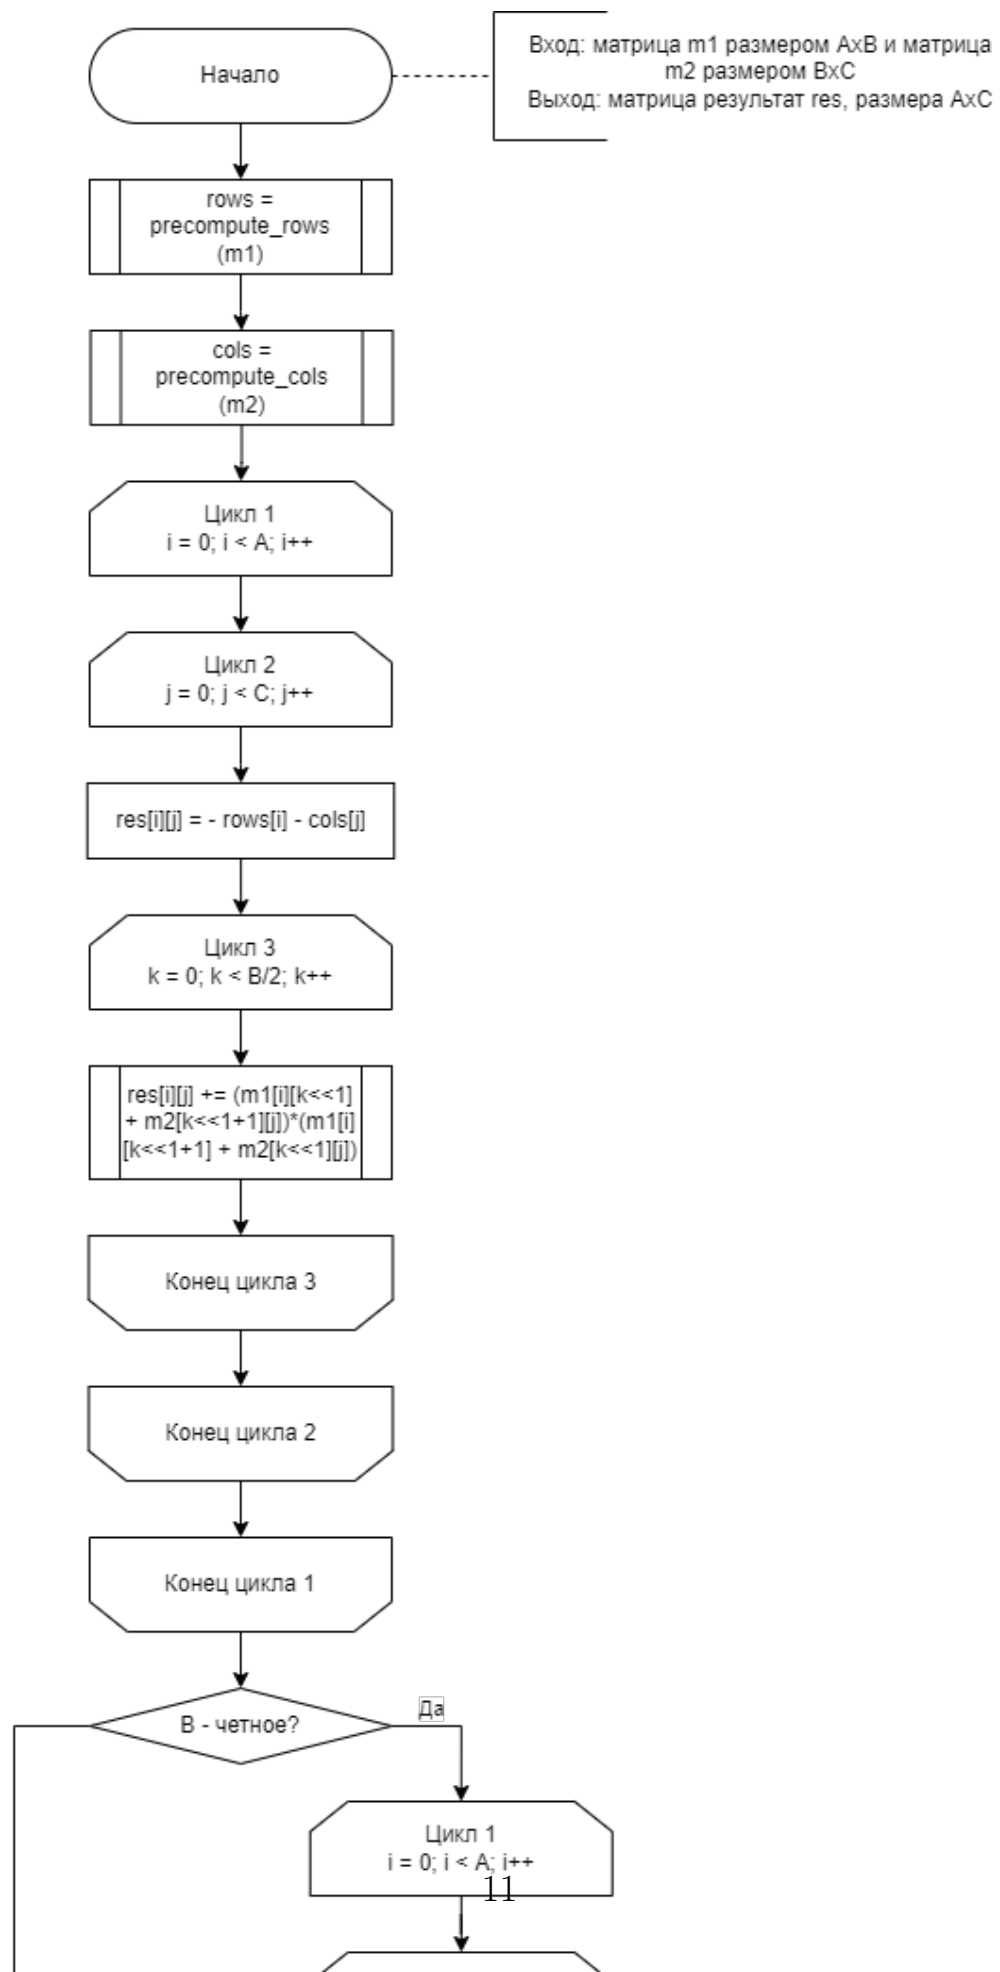 Начало
Вход: матрица m1 размером AxB и матрица
m2 размером BxC
Выход: матрица результат res, размера AxC
rows =
precompute_rows
(m1)
cols =
precompute_cols
(m2)
Цикл 1
i = 0; i < A; i++
Цикл 2
j = 0; j < C; j++
res[i][j] = - rows[i] - cols[j]
Цикл 3
k = 0; k < B/2; k++
res[i][j] += (m1[i][k<<1]
+ m2[k<<1+1][j])*(m1[i]
[k<<1+1] + m2[k<<1][j])
Конец цикла 3
Конец цикла 2
Конец цикла 1
В - четное?
Да
Цикл 1
i = 0; i < A; i++
11